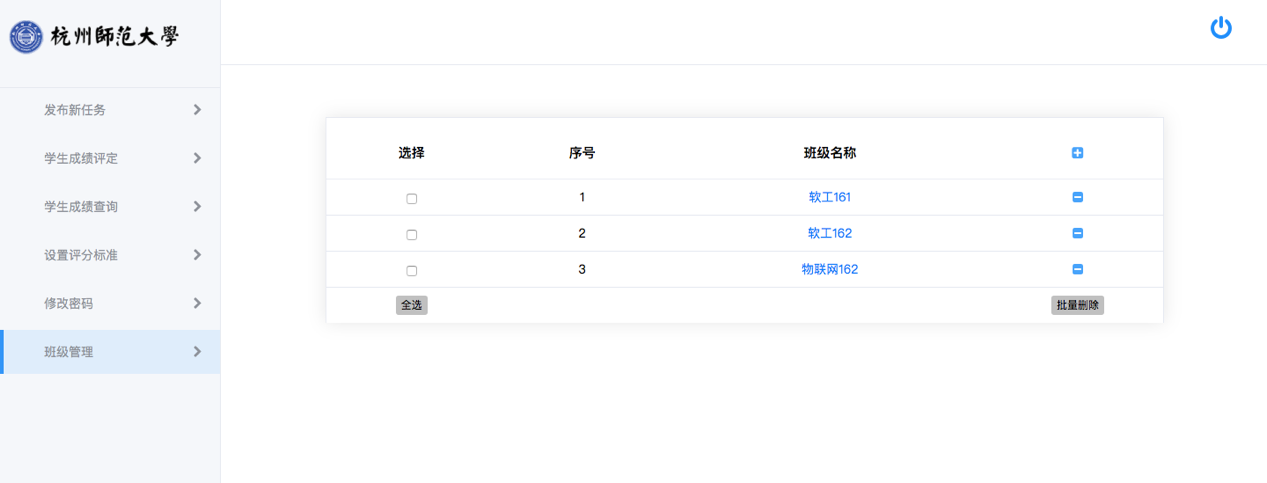 杭州師范大學
发布新任务
学生成绩评定
学生成绩查询
设置评分标准
修改密码
班级管理
选择 序号 班级名称
1 软工161
2 软工162
3 物联网162
全选 批量删除